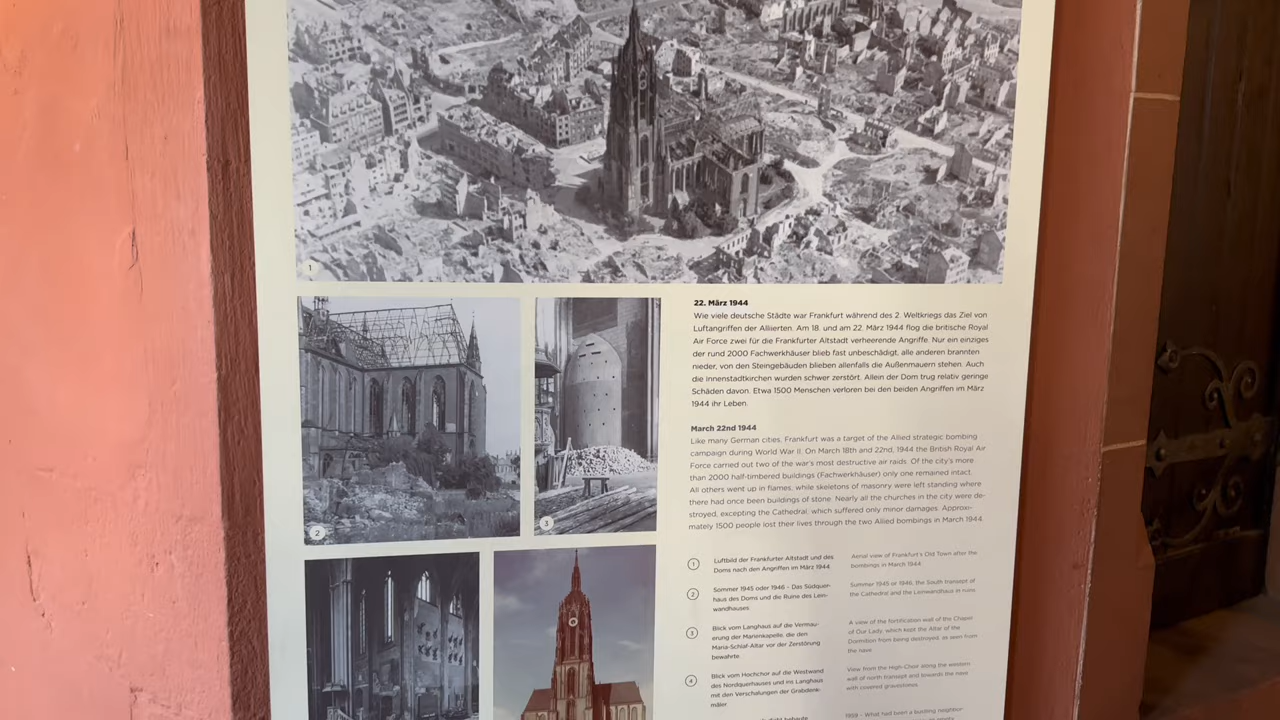 1
2
3
22. März 1944
Wie viele deutsche Städte war Frankfurt während des 2. Weltkriegs das Ziel von
Luftangriffen der Alliierten. Am 18. und am 22. März 1944 flog die britische Royal
Air Force zwei für die Frankfurter Altstadt verheerende Angriffe. Nur ein einziges
der rund 2000 Fachwerkhäuser blieb fast unbeschädigt, alle anderen brannten
nieder, von den Steingebäuden blieben allenfalls die Außenmauern stehen. Auch
die Innenstadtkirchen wurden schwer zerstört. Allein der Dom trug relativ geringe
Schäden davon. Etwa 1500 Menschen verloren bei den beiden Angriffen im März
1944 ihr Leben.
March 22nd 1944
Like many German cities, Frankfurt was a target of the Allied strategic bombing
campaign during World War II. On March 18th and 22nd, 1944 the British Royal Air
Force carried out two of the war's most destructive air raids. Of the city's more
than 2000 half-timbered buildings (Fachwerkhäuser) only one remained intact.
All others went up in flames, while skeletons of masonry were left standing where
there had once been buildings of stone. Nearly all the churches in the city were de-
stroyed, excepting the Cathedral, which suffered only minor damages. Approxi-
mately 1500 people lost their lives through the two Allied bombings in March 1944.
1
Luftbild der Frankfurter Altstadt und des
Doms nach den Angriffen im März 1944.
Aerial view of Frankfurt's Old Town after the
bombings in March 1944.
2
Sommer 1945 oder 1946 - Das Südquer-
haus des Doms und die Ruine des Lein-
wandhauses
Summer 1945 or 1946, the South transept of
the Cathedral and the Leinwandhaus in ruins.
3
Blick vom Langhaus auf die Vermau-
erung der Marienkapelle, die den
Maria-Schlaf-Altar vor der Zerstörung
bewahrte.
A view of the fortification wall of the Chapel
of Our Lady, which kept the Altar of the
Dormition from being destroyed, as seen from
the nave.
4
Blick vom Hochchor auf die Westwand
des Nordquerhauses und ins Langhaus
mit den Verschalungen der Grabdenk-
mäler
View from the High-Choir along the western
wall of north transept and towards the nave
with covered gravestones.
dicht bebaute
1959 - What had been a bustling neighbor-